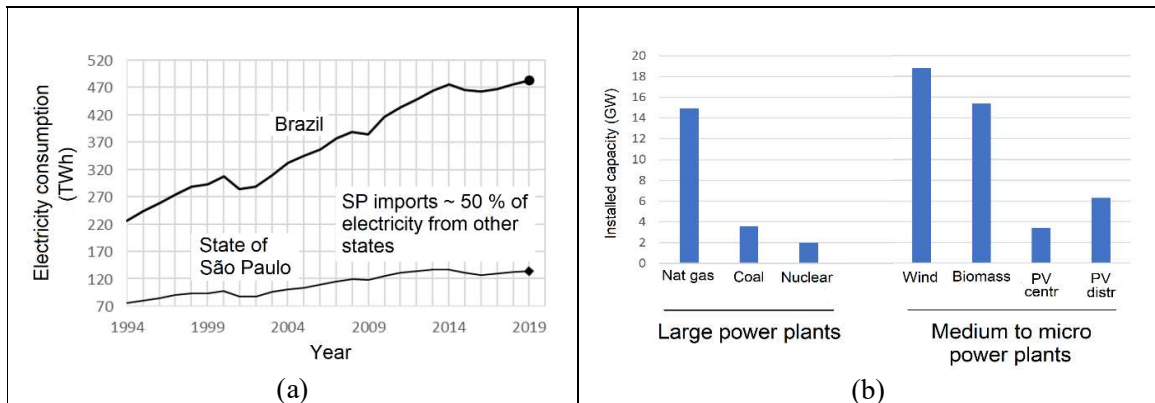 Electricity consumption
(TWh)
520
470
420
370
320
270
220
170
120
70
Brazil
SP imports ~ 50 % of
electricity from other
states
State of
São Paulo
1994
1999
2004
2009
2014
2019
Year
(a)
Installed capacity (GW)
20
18
16
14
12
10
8
6
4
2
0
Nat gas
Coal
Nuclear
Wind
Biomass
PV
centr
PV
distr
Large power plants
Medium to micro
power plants
(b)